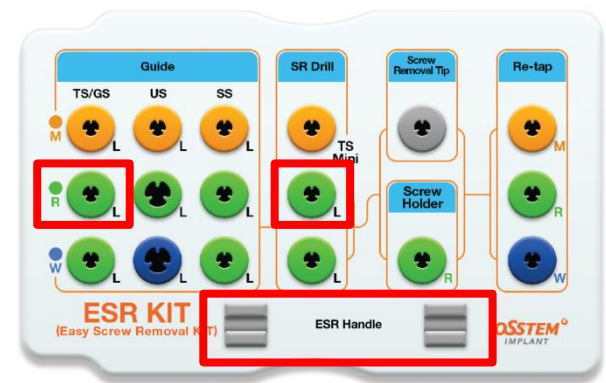 Guide
SR Drill
Screw
Removal Tip
Re-tap
TS/GS US SS
M L L L L M
TS
Mini
R L L L L R
Screw
Holder
W L L L L R W
ESR KIT
(Easy Screw Removal KIT)
ESR Handle
OSSTEM
IMPLANT